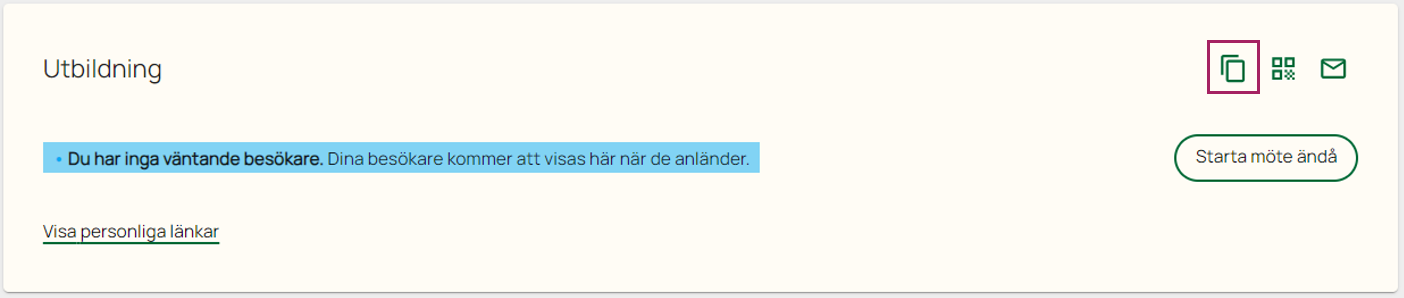 Utbildning
• Du har inga väntande besökare. Dina besökare kommer att visas här när de anländer.
Starta möte ändå
Visa personliga länkar